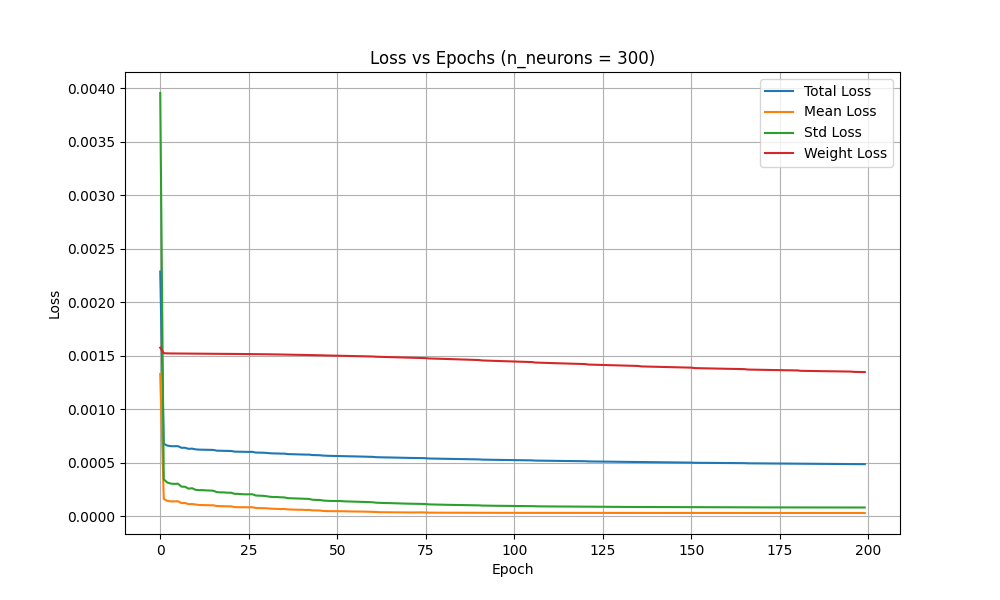 Loss vs Epochs (n_neurons = 300)
Total Loss
Mean Loss
Std Loss
Weight Loss
Loss
0.0040
0.0035
0.0030
0.0025
0.0020
0.0015
0.0010
0.0005
0.0000
0 25 50 75 100 125 150 175 200
Epoch